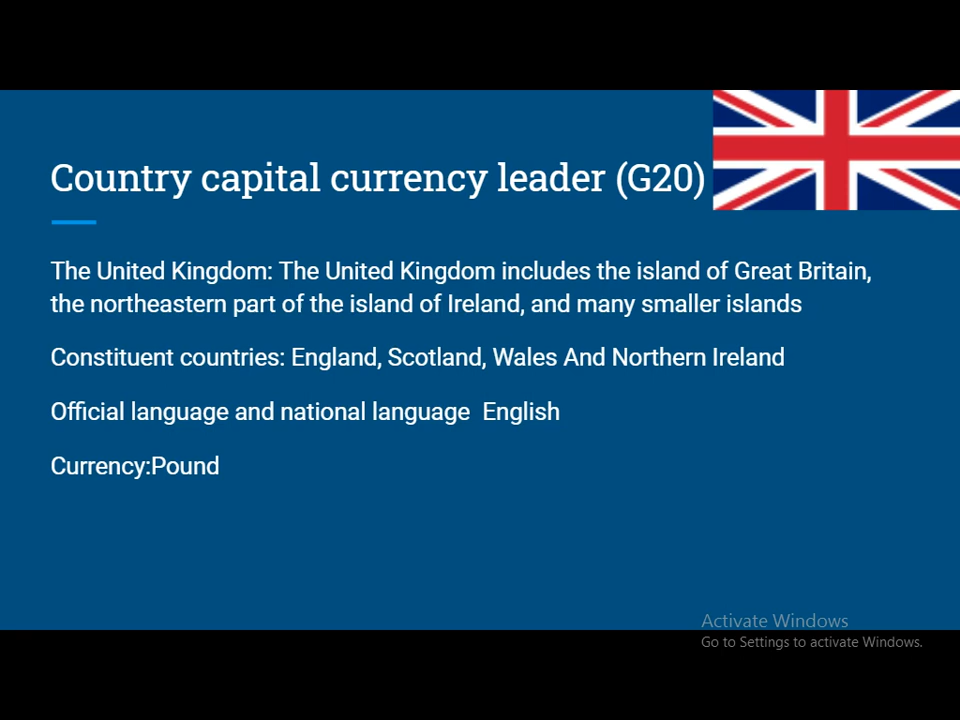 Country capital currency leader (G20)
The United Kingdom: The United Kingdom includes the island of Great Britain,
the northeastern part of the island of Ireland, and many smaller islands
Constituent countries: England, Scotland, Wales And Northern Ireland
Official language and national language  English
Currency:Pound
Activate Windows
Go to Settings to activate Windows.